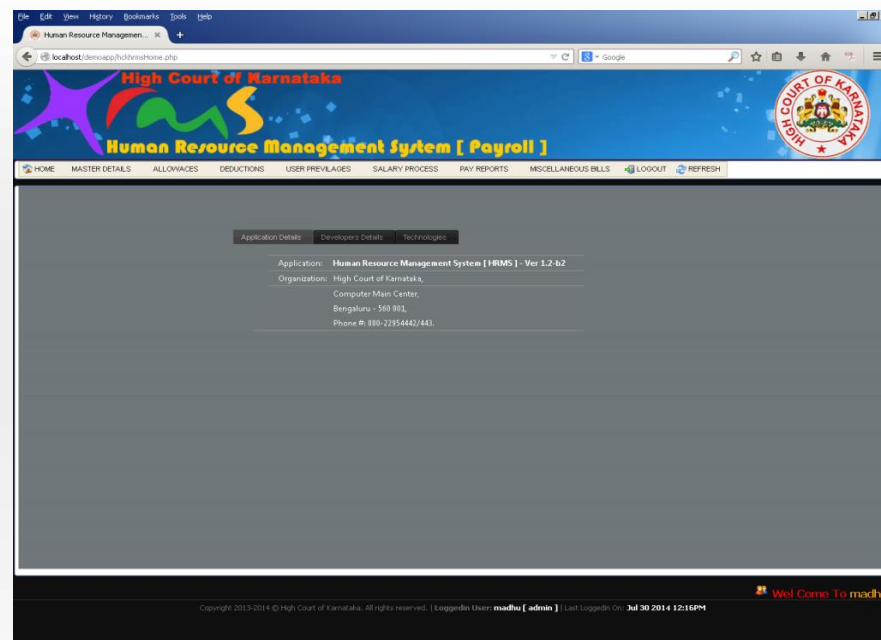 File Edit View History Bookmarks Tools Help
Human Resource Managemen... × +
localhost/demoapp/hckhrmsHome.php Google
High Court of Karnataka
Human Resource Management System [ Payroll ]
HIGH COURT OF KARNATAKA
HOME MASTER DETAILS ALLOWACES DEDUCTIONS USER PREVILAGES SALARY PROCESS PAY REPORTS MISCELLANEOUS BILLS LOGOUT REFRESH
Application Details Developers Details Technologies
Application: Human Resource Management System [ HRMS ] - Ver 1.2-b2
Organization: High Court of Karnataka,
Computer Main Center,
Bengaluru - 560 001,
Phone #: 080-22954442/443.
Wel Come To madh
Copyright 2013-2014 © High Court of Karnataka. All rights reserved. | Loggedin User: madhu [ admin ] | Last Loggedin On: Jul 30 2014 12:16PM